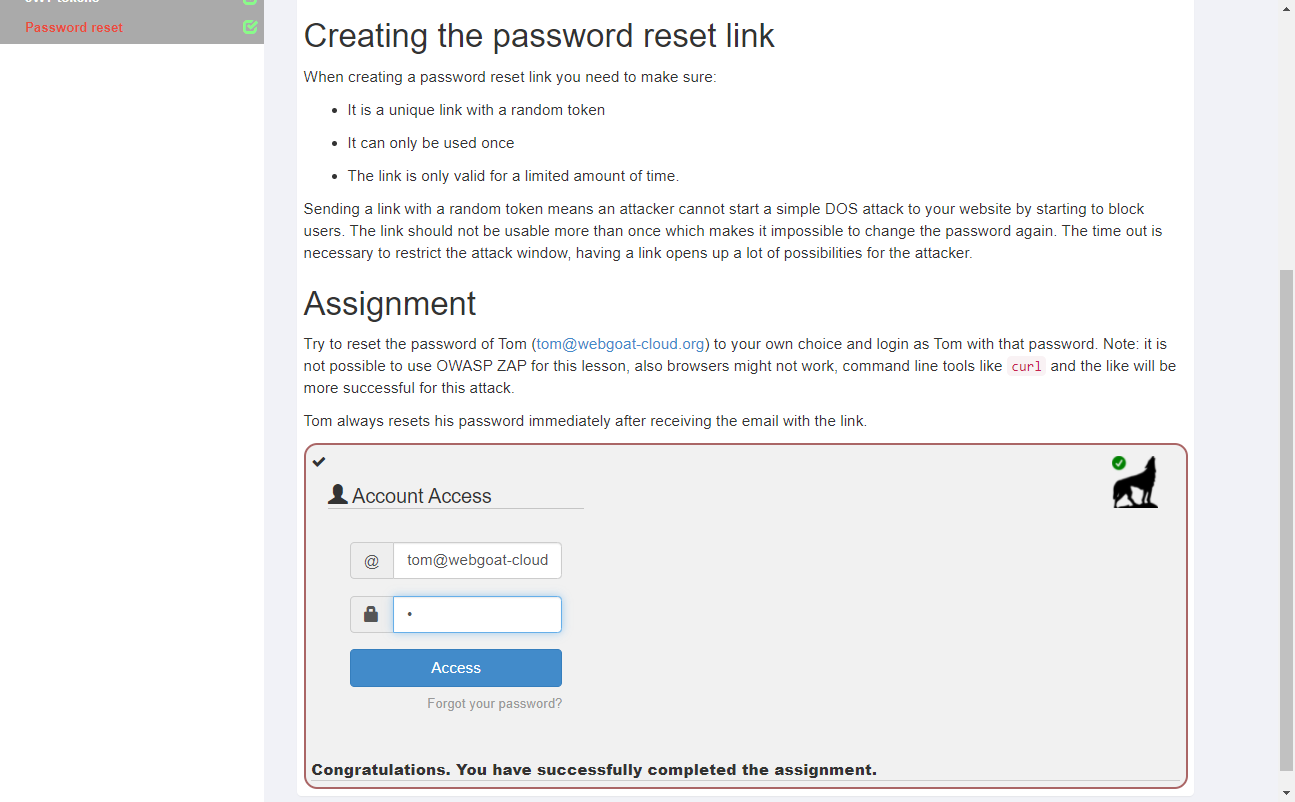 Password reset
Creating the password reset link
When creating a password reset link you need to make sure:
It is a unique link with a random token
It can only be used once
The link is only valid for a limited amount of time.
Sending a link with a random token means an attacker cannot start a simple DOS attack to your website by starting to block
users. The link should not be usable more than once which makes it impossible to change the password again. The time out is
necessary to restrict the attack window, having a link opens up a lot of possibilities for the attacker.
Assignment
Try to reset the password of Tom (tom@webgoat-cloud.org) to your own choice and login as Tom with that password. Note: it is
not possible to use OWASP ZAP for this lesson, also browsers might not work, command line tools like curl and the like will be
more successful for this attack.
Tom always resets his password immediately after receiving the email with the link.
Account Access
@ tom@webgoat-cloud
Access
Forgot your password?
Congratulations. You have successfully completed the assignment.